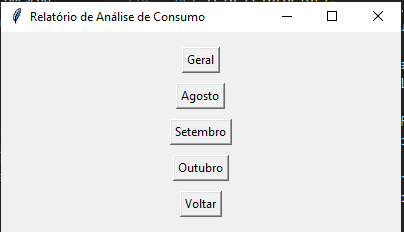 Relatório de Análise de Consumo
Geral
Agosto
Setembro
Outubro
Voltar